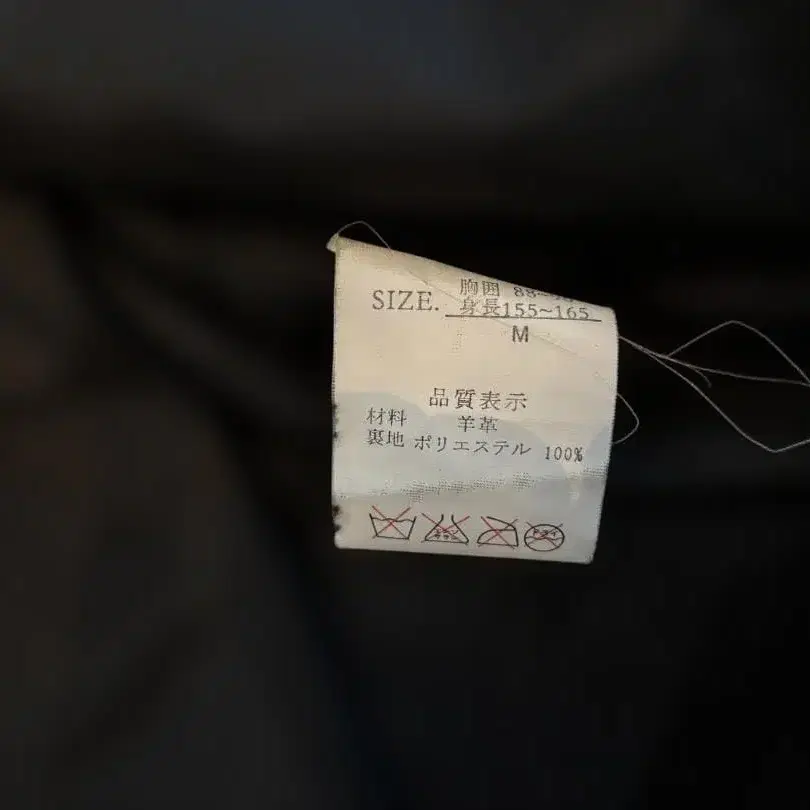 SIZE.
胸囲
身長155~165
M
品質表示
材料 羊革
裏地 ポリエステル 100%